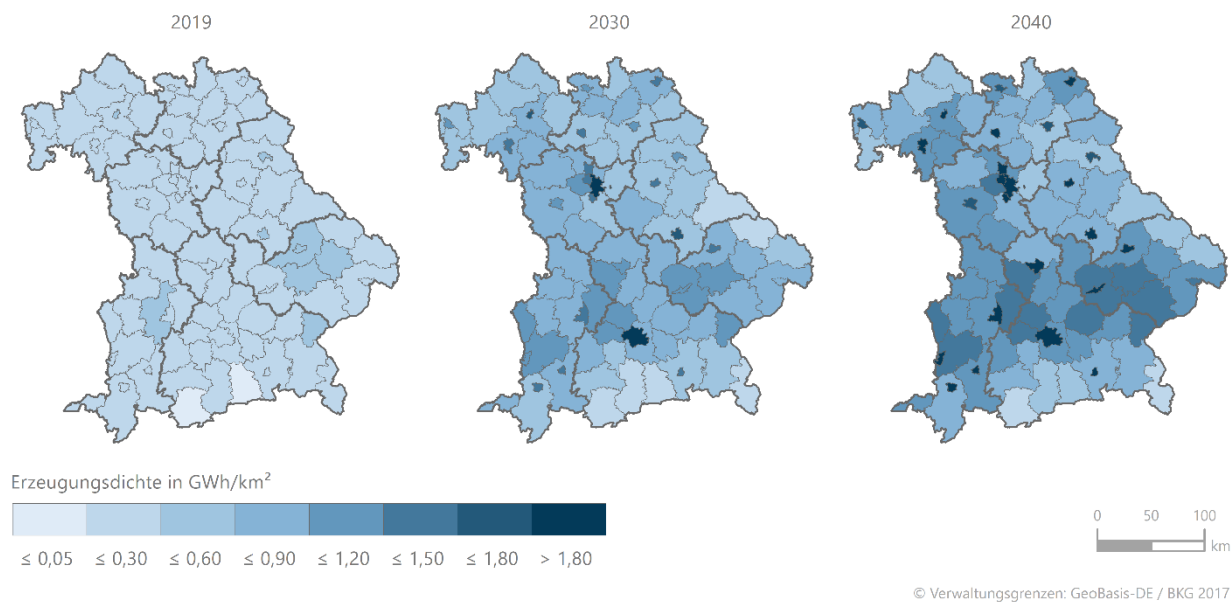 2019 2030 2040
Erzeugungsdichte in GWh/km²
≤ 0,05 ≤ 0,30 ≤ 0,60 ≤ 0,90 ≤ 1,20 ≤ 1,50 ≤ 1,80 > 1,80
0 50 100
km
© Verwaltungsgrenzen: GeoBasis-DE / BKG 2017